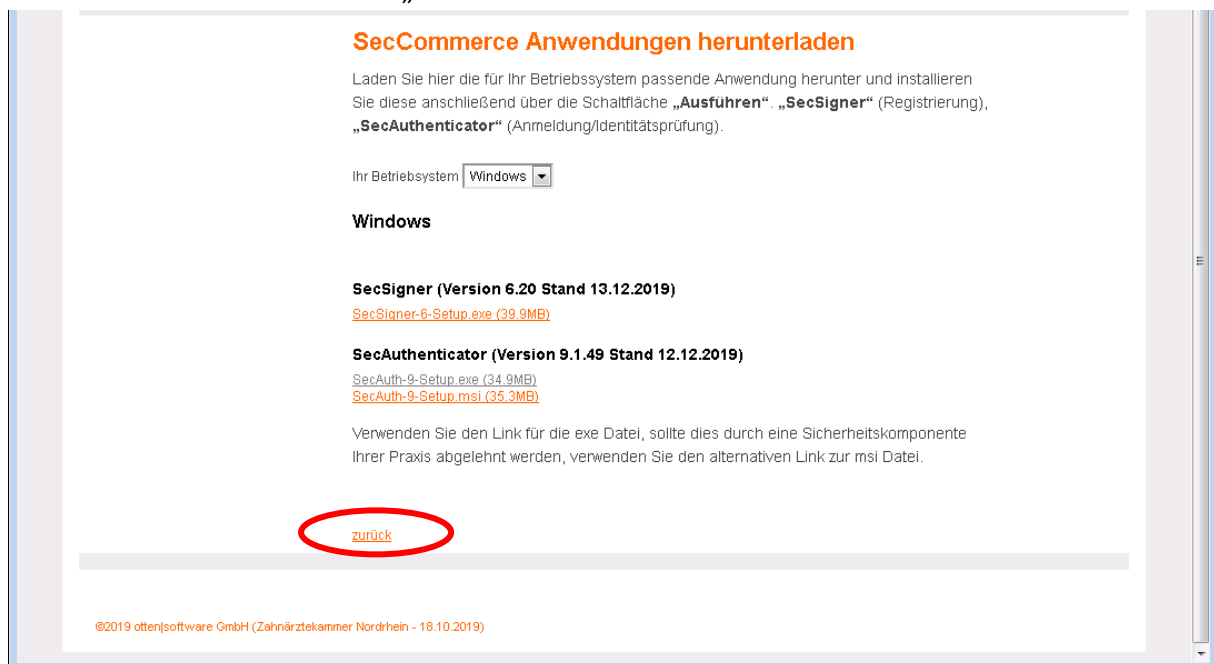 „
SecCommerce Anwendungen herunterladen
Laden Sie hier die für Ihr Betriebssystem passende Anwendung herunter und installieren
Sie diese anschließend über die Schaltfläche „Ausführen“. „SecSigner“ (Registrierung),
„SecAuthenticator“ (Anmeldung/Identitätsprüfung).
Ihr Betriebsystem Windows
Windows
SecSigner (Version 6.20 Stand 13.12.2019)
SecSigner-6-Setup.exe (39.9MB)
SecAuthenticator (Version 9.1.49 Stand 12.12.2019)
SecAuth-9-Setup.exe (34.9MB)
SecAuth-9-Setup.msi (35.3MB)
Verwenden Sie den Link für die exe Datei, sollte dies durch eine Sicherheitskomponente
Ihrer Praxis abgelehnt werden, verwenden Sie den alternativen Link zur msi Datei.
zurück
©2019 otten|software GmbH (Zahnärztekammer Nordrhein - 18.10.2019)